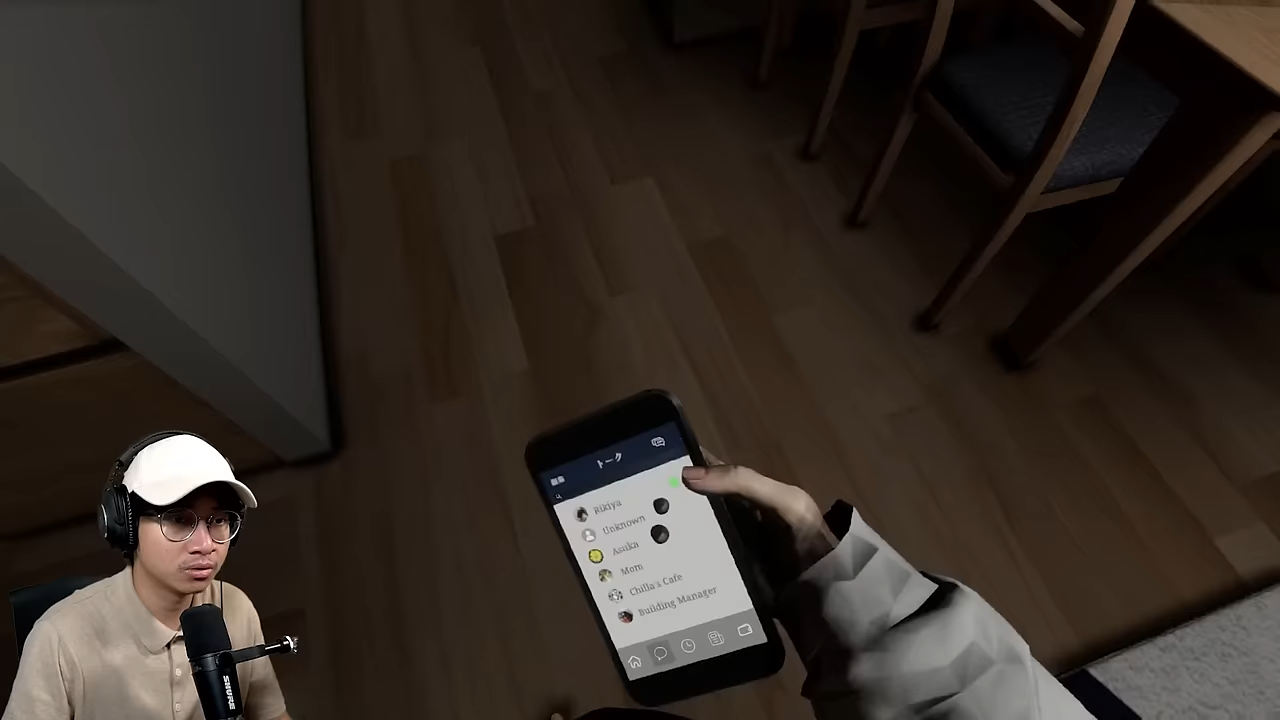 トーク
Rikiya
Unknown
Asuka
Mom
Chilla's Cafe
Building Manager
SHURE